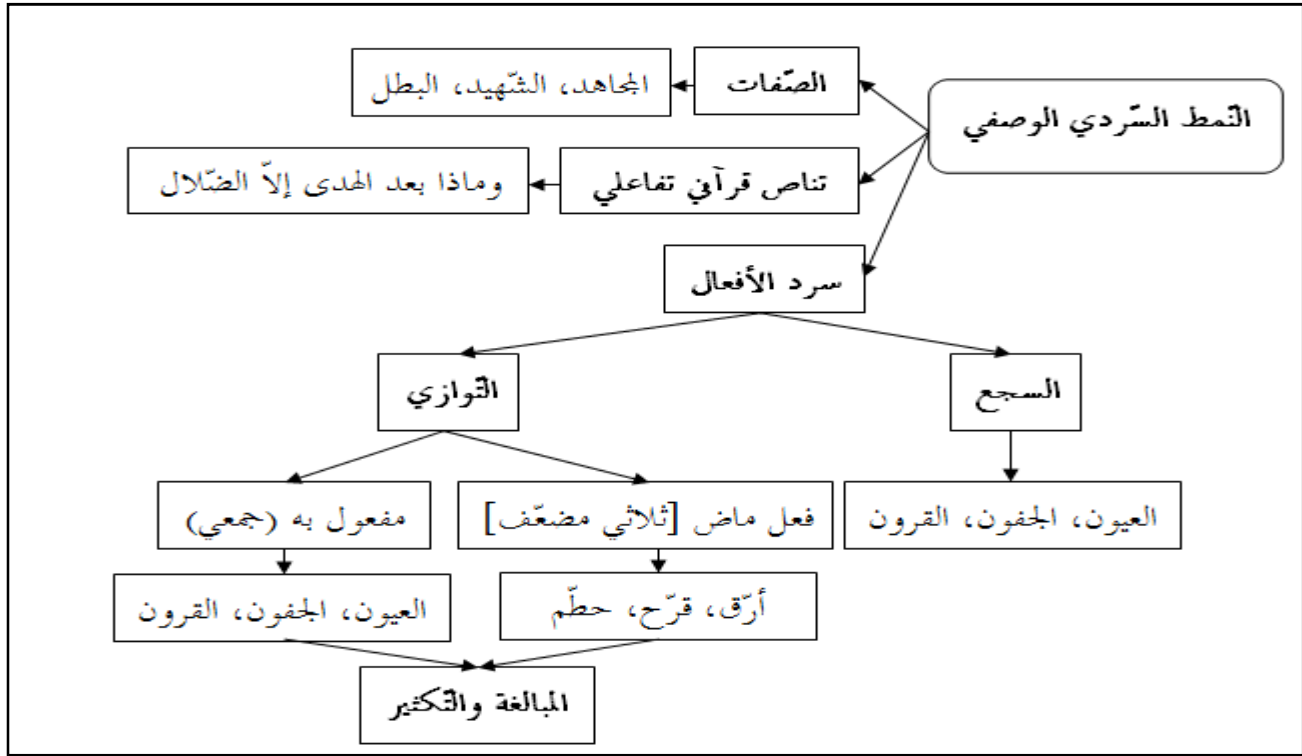 النّمط السّردي الوصفي
الصّفات
المجاهد، الشّهيد، البطل
تناص قرآني تفاعلي
وماذا بعد الهدى إلاّ الضّلال
سرد الأفعال
السجع
التّوازي
العيون، الجفون، القرون
فعل ماض [ثلاثي مضعّف]
مفعول به (جمعي)
أرّق، قرّح، حطّم
العيون، الجفون، القرون
المبالغة والتّكثير